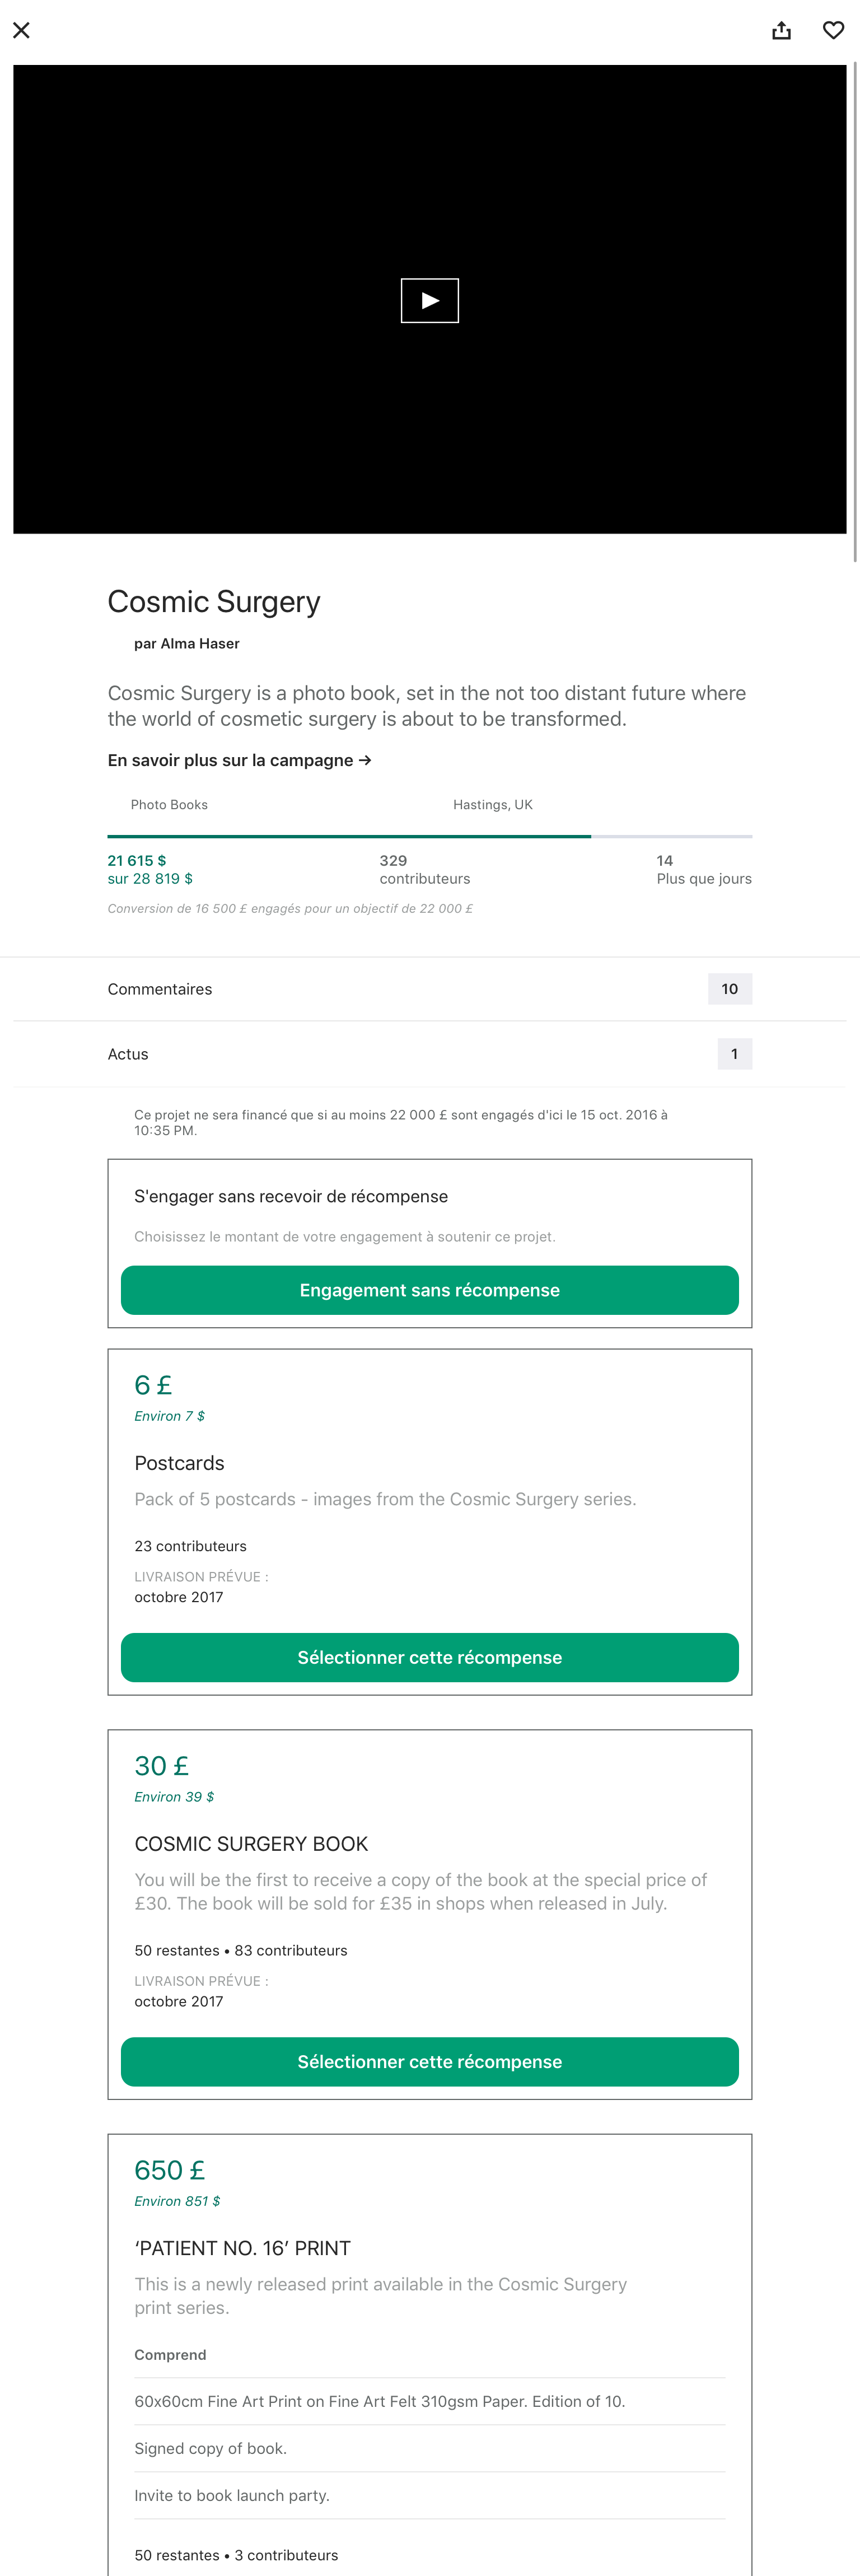 Cosmic Surgery
par Alma Haser
Cosmic Surgery is a photo book, set in the not too distant future where
the world of cosmetic surgery is about to be transformed.
En savoir plus sur la campagne →
Photo Books
Hastings, UK
21 615 $
sur 28 819 $
329
contributeurs
14
Plus que jours
Conversion de 16 500 £ engagés pour un objectif de 22 000 £
Commentaires
10
Actus
1
Ce projet ne sera financé que si au moins 22 000 £ sont engagés d'ici le 15 oct. 2016 à
10:35 PM.
S'engager sans recevoir de récompense
Choisissez le montant de votre engagement à soutenir ce projet.
Engagement sans récompense
6 £
Environ 7 $
Postcards
Pack of 5 postcards - images from the Cosmic Surgery series.
23 contributeurs
LIVRAISON PRÉVUE :
octobre 2017
Sélectionner cette récompense
30 £
Environ 39 $
COSMIC SURGERY BOOK
You will be the first to receive a copy of the book at the special price of
£30. The book will be sold for £35 in shops when released in July.
50 restantes • 83 contributeurs
LIVRAISON PRÉVUE :
octobre 2017
Sélectionner cette récompense
650 £
Environ 851 $
‘PATIENT NO. 16’ PRINT
This is a newly released print available in the Cosmic Surgery
print series.
Comprend
60x60cm Fine Art Print on Fine Art Felt 310gsm Paper. Edition of 10.
Signed copy of book.
Invite to book launch party.
50 restantes • 3 contributeurs